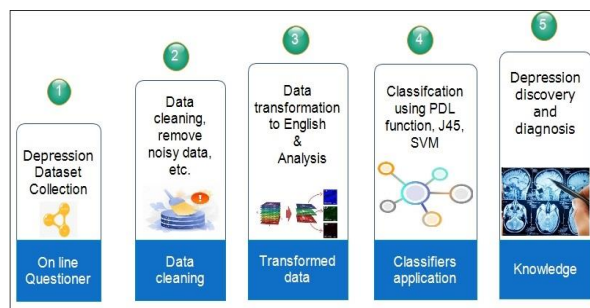 1
Depression
Dataset
Collection
On line
Questioner
2
Data
cleaning,
remove
noisy data,
etc.
Data
cleaning
3
Data
transformation
to English
&
Analysis
Transformed
data
4
Classifcation
using PDL
function, J45,
SVM
Classifiers
application
5
Depression
discovery
and
diagnosis
Knowledge